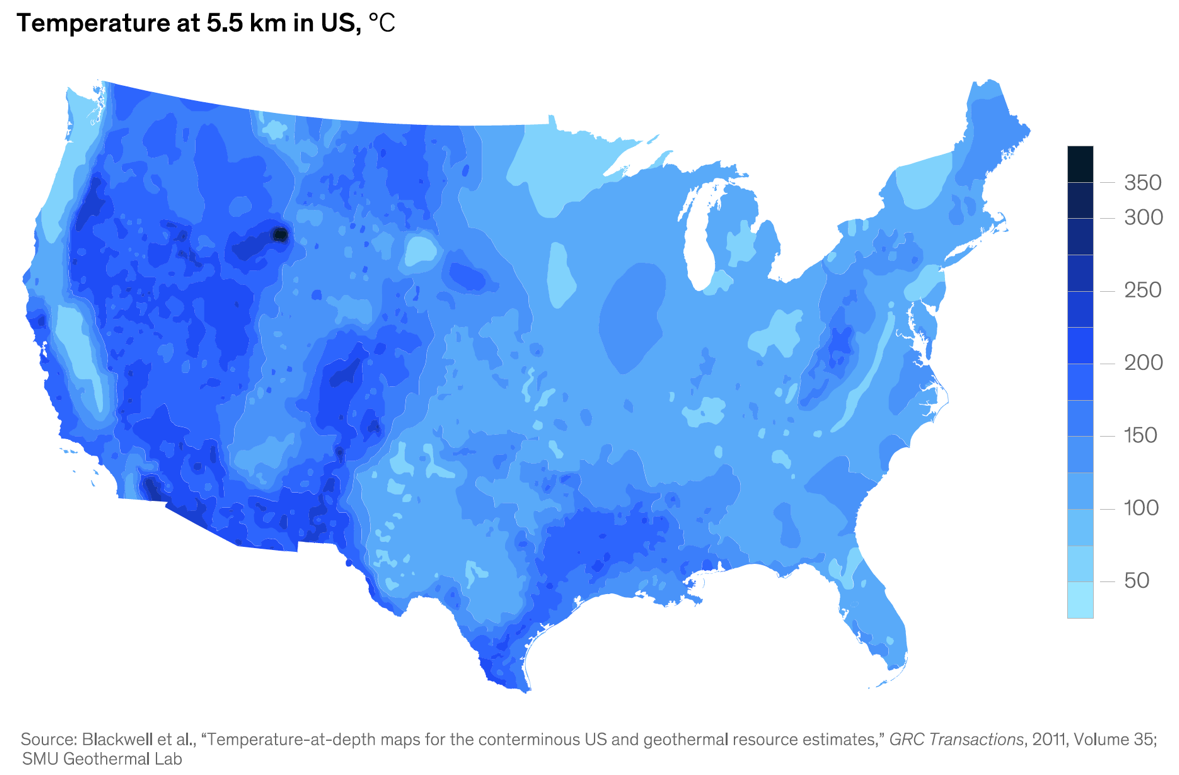 Temperature at 5.5 km in US, °C
350
300
250
200
150
100
50
Source: Blackwell et al., “Temperature-at-depth maps for the conterminous US and geothermal resource estimates,” GRC Transactions, 2011, Volume 35;
SMU Geothermal Lab